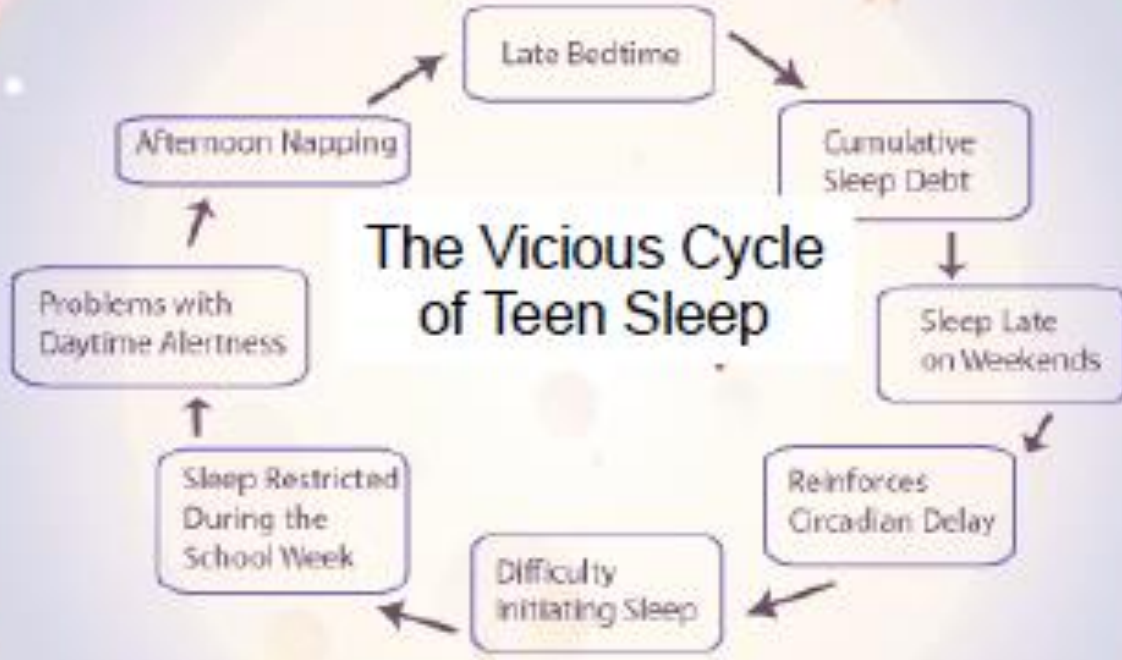 Late Bedtime
Cumulative
Sleep Debt
Sleep Late
on Weekends
Reinforces
Circadian Delay
Difficulty
Initiating Sleep
Sleep Restricted
During the
School Week
Problems with
Daytime Alertness
Afternoon Napping
The Vicious Cycle
of Teen Sleep